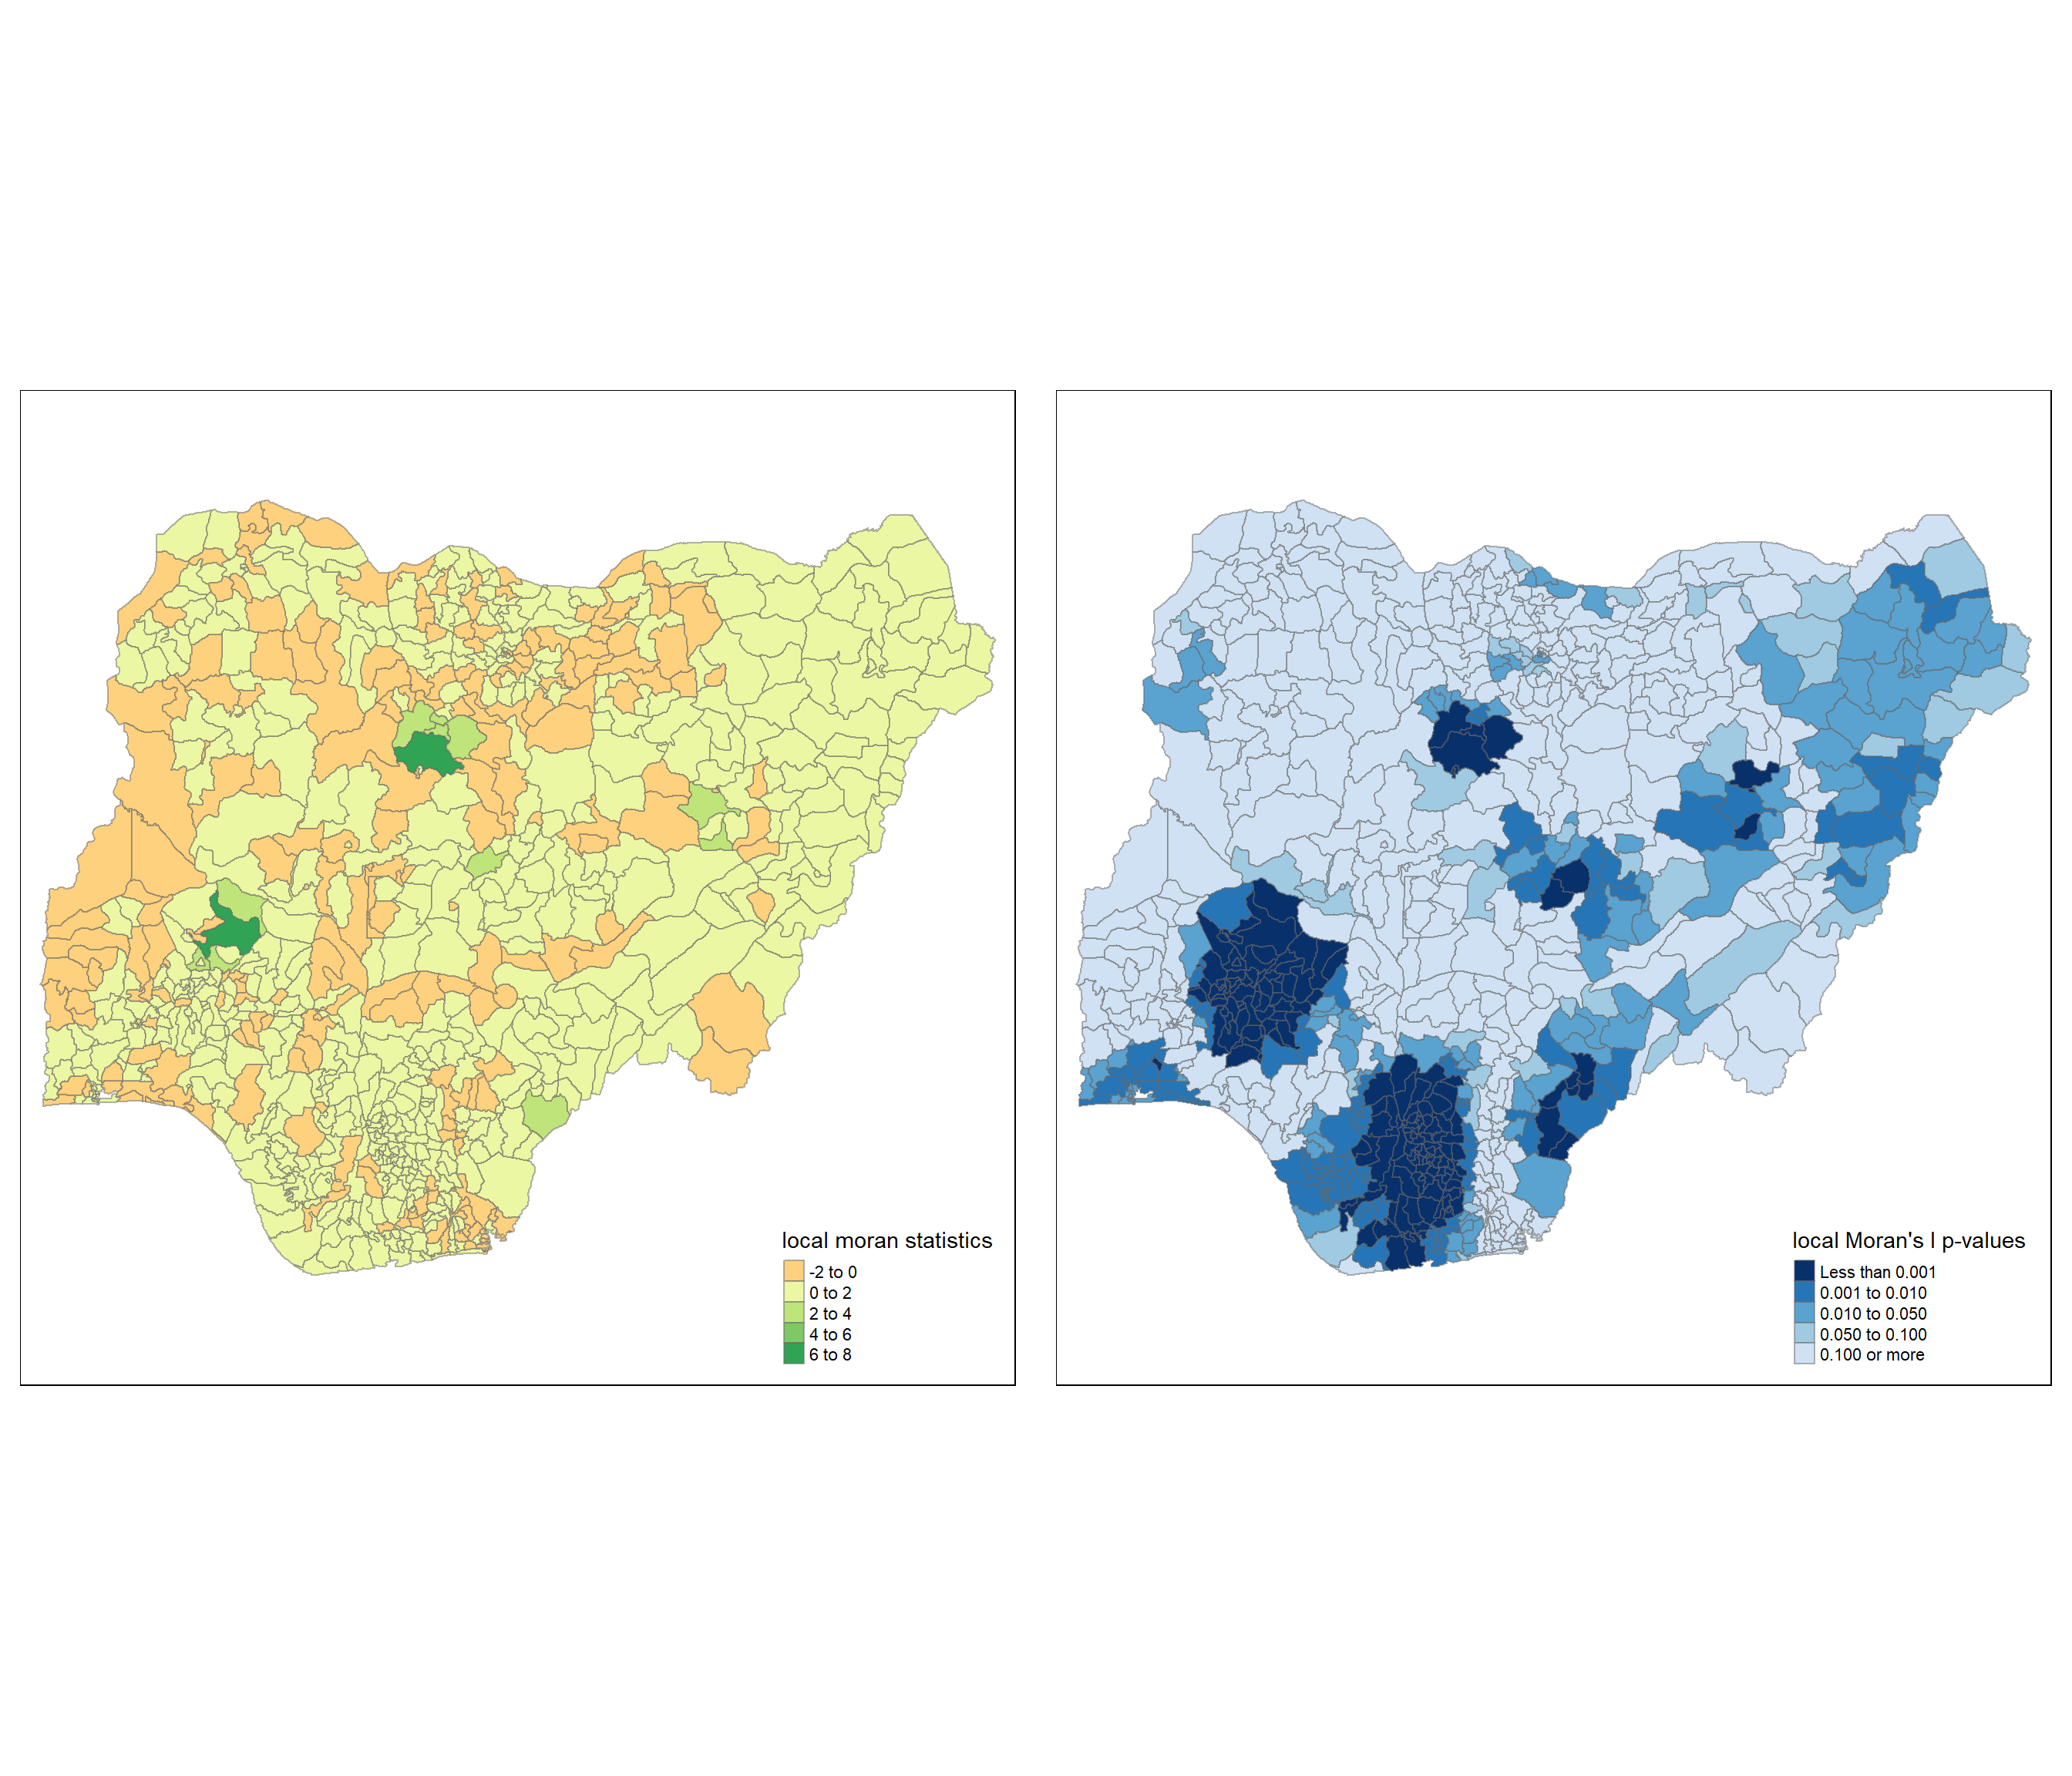 local moran statistics
-2 to 0
0 to 2
2 to 4
4 to 6
6 to 8
local Moran's I p-values
Less than 0.001
0.001 to 0.010
0.010 to 0.050
0.050 to 0.100
0.100 or more